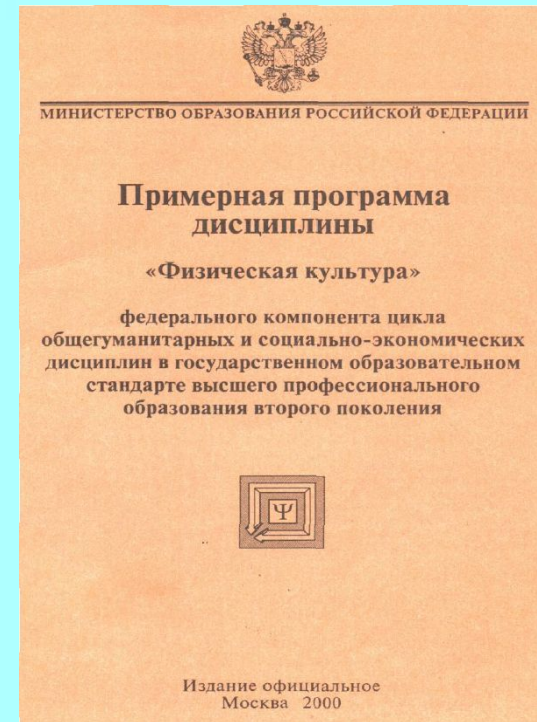 МИНИСТЕРСТВО ОБРАЗОВАНИЯ РОССИЙСКОЙ ФЕДЕРАЦИИ
Примерная программа
дисциплины
«Физическая культура»
федерального компонента цикла
общегуманитарных и социально-экономических
дисциплин в государственном образовательном
стандарте высшего профессионального
образования второго поколения
Ψ
Издание официальное
Москва 2000